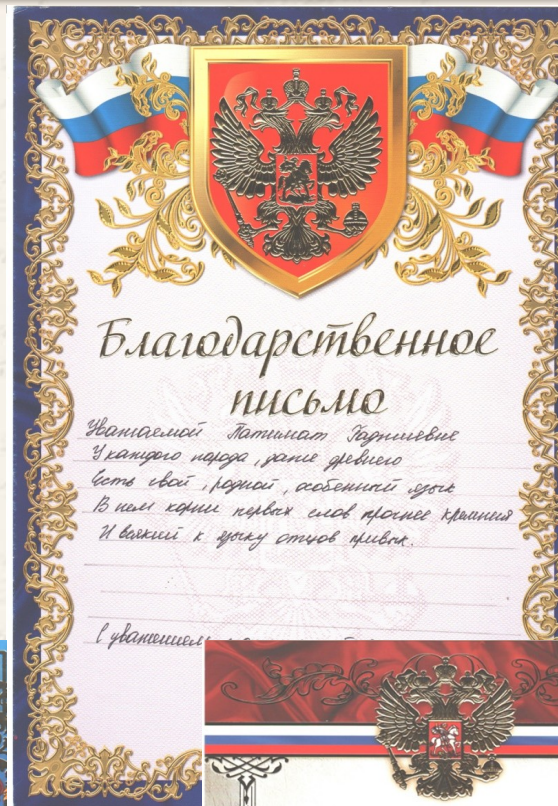 Благодарственное
письмо
Уважаемой Патимат Хаджиевне
У каждого народа, даже древнего
Есть свой, родной, особенный язык
В нем корни первых слов прочнее кремния
И всякий к языку отцов привык.
С уважением